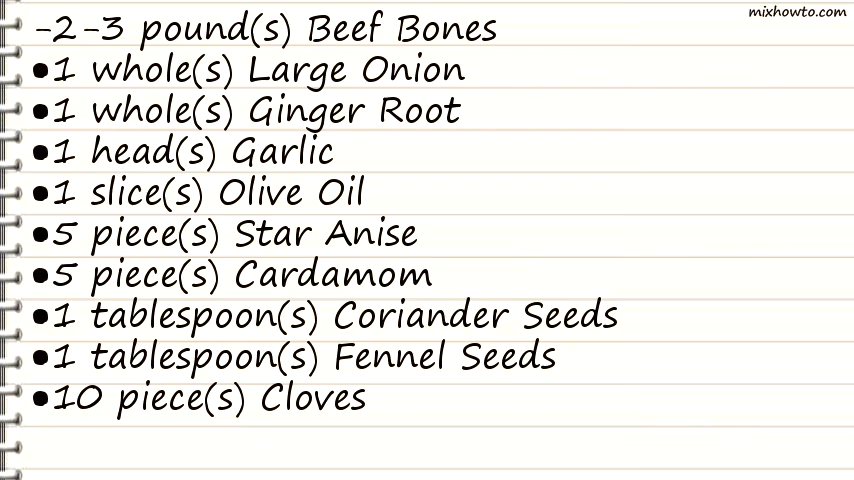 mixhowto.com
-2-3 pound(s) Beef Bones
•1 whole(s) Large Onion
•1 whole(s) Ginger Root
•1 head(s) Garlic
•1 slice(s) Olive Oil
•5 piece(s) Star Anise
•5 piece(s) Cardamom
•1 tablespoon(s) Coriander Seeds
•1 tablespoon(s) Fennel Seeds
•10 piece(s) Cloves